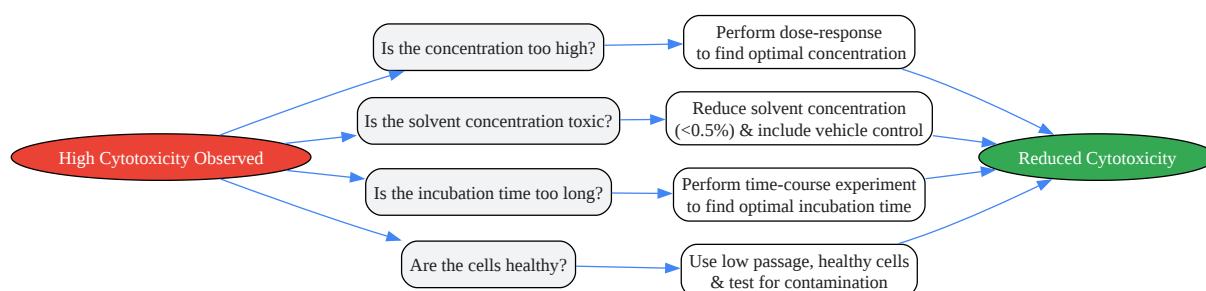 High Cytotoxicity Observed
Is the concentration too high?
Perform dose-response
to find optimal concentration
Is the solvent concentration toxic?
Reduce solvent concentration
(<0.5%) & include vehicle control
Is the incubation time too long?
Perform time-course experiment
to find optimal incubation time
Are the cells healthy?
Use low passage, healthy cells
& test for contamination
Reduced Cytotoxicity